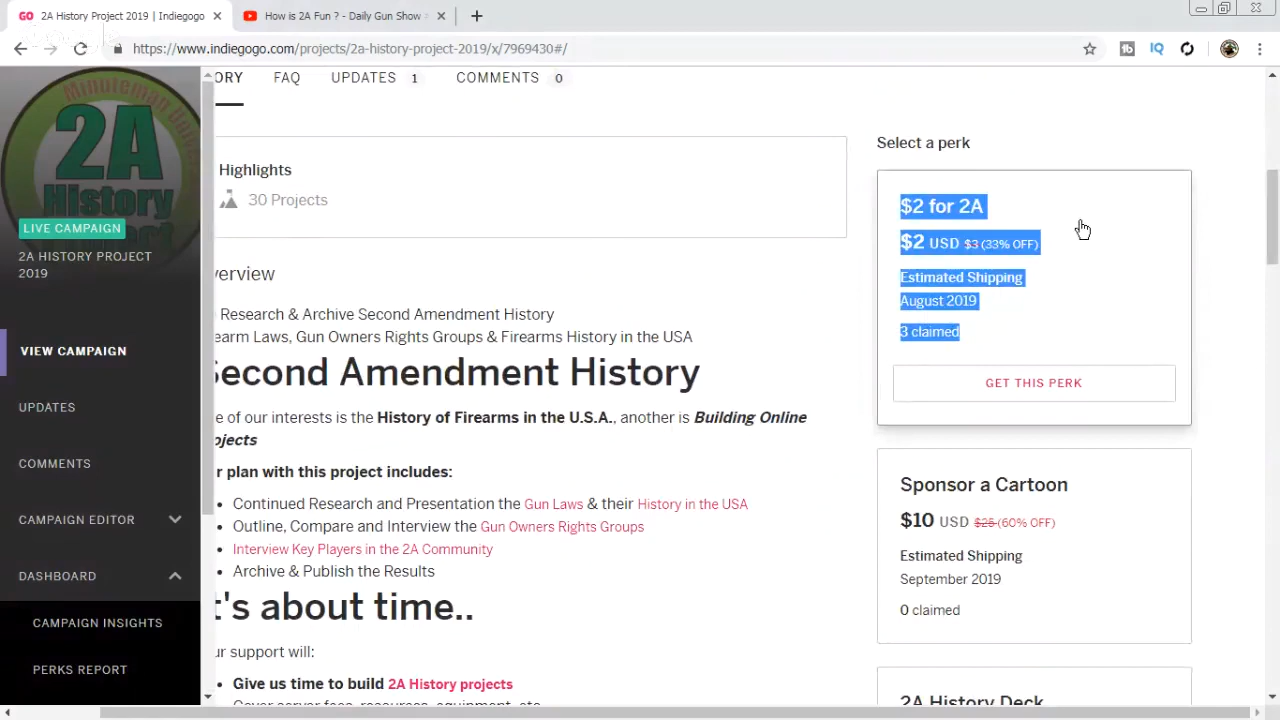 2A History Project 2019 | Indiegogo
How is 2A Fun ? - Daily Gun Show
https://www.indiegogo.com/projects/2a-history-project-2019/x/7969430#/
2A
History
LIVE CAMPAIGN
2A HISTORY PROJECT
2019
VIEW CAMPAIGN
UPDATES
COMMENTS
CAMPAIGN EDITOR
DASHBOARD
CAMPAIGN INSIGHTS
PERKS REPORT
ORY FAQ UPDATES 1 COMMENTS 0
Highlights
30 Projects
verview
Research & Archive Second Amendment History
earm Laws, Gun Owners Rights Groups & Firearms History in the USA
Second Amendment History
e of our interests is the History of Firearms in the U.S.A., another is Building Online
ojects
r plan with this project includes:
Continued Research and Presentation the Gun Laws & their History in the USA
Outline, Compare and Interview the Gun Owners Rights Groups
Interview Key Players in the 2A Community
Archive & Publish the Results
t's about time..
ur support will:
Give us time to build 2A History projects
Cover server fees, resources, equipment, etc
Select a perk
$2 for 2A
$2 USD $3 (33% OFF)
Estimated Shipping
August 2019
3 claimed
GET THIS PERK
Sponsor a Cartoon
$10 USD $25 (60% OFF)
Estimated Shipping
September 2019
0 claimed
2A History Deck